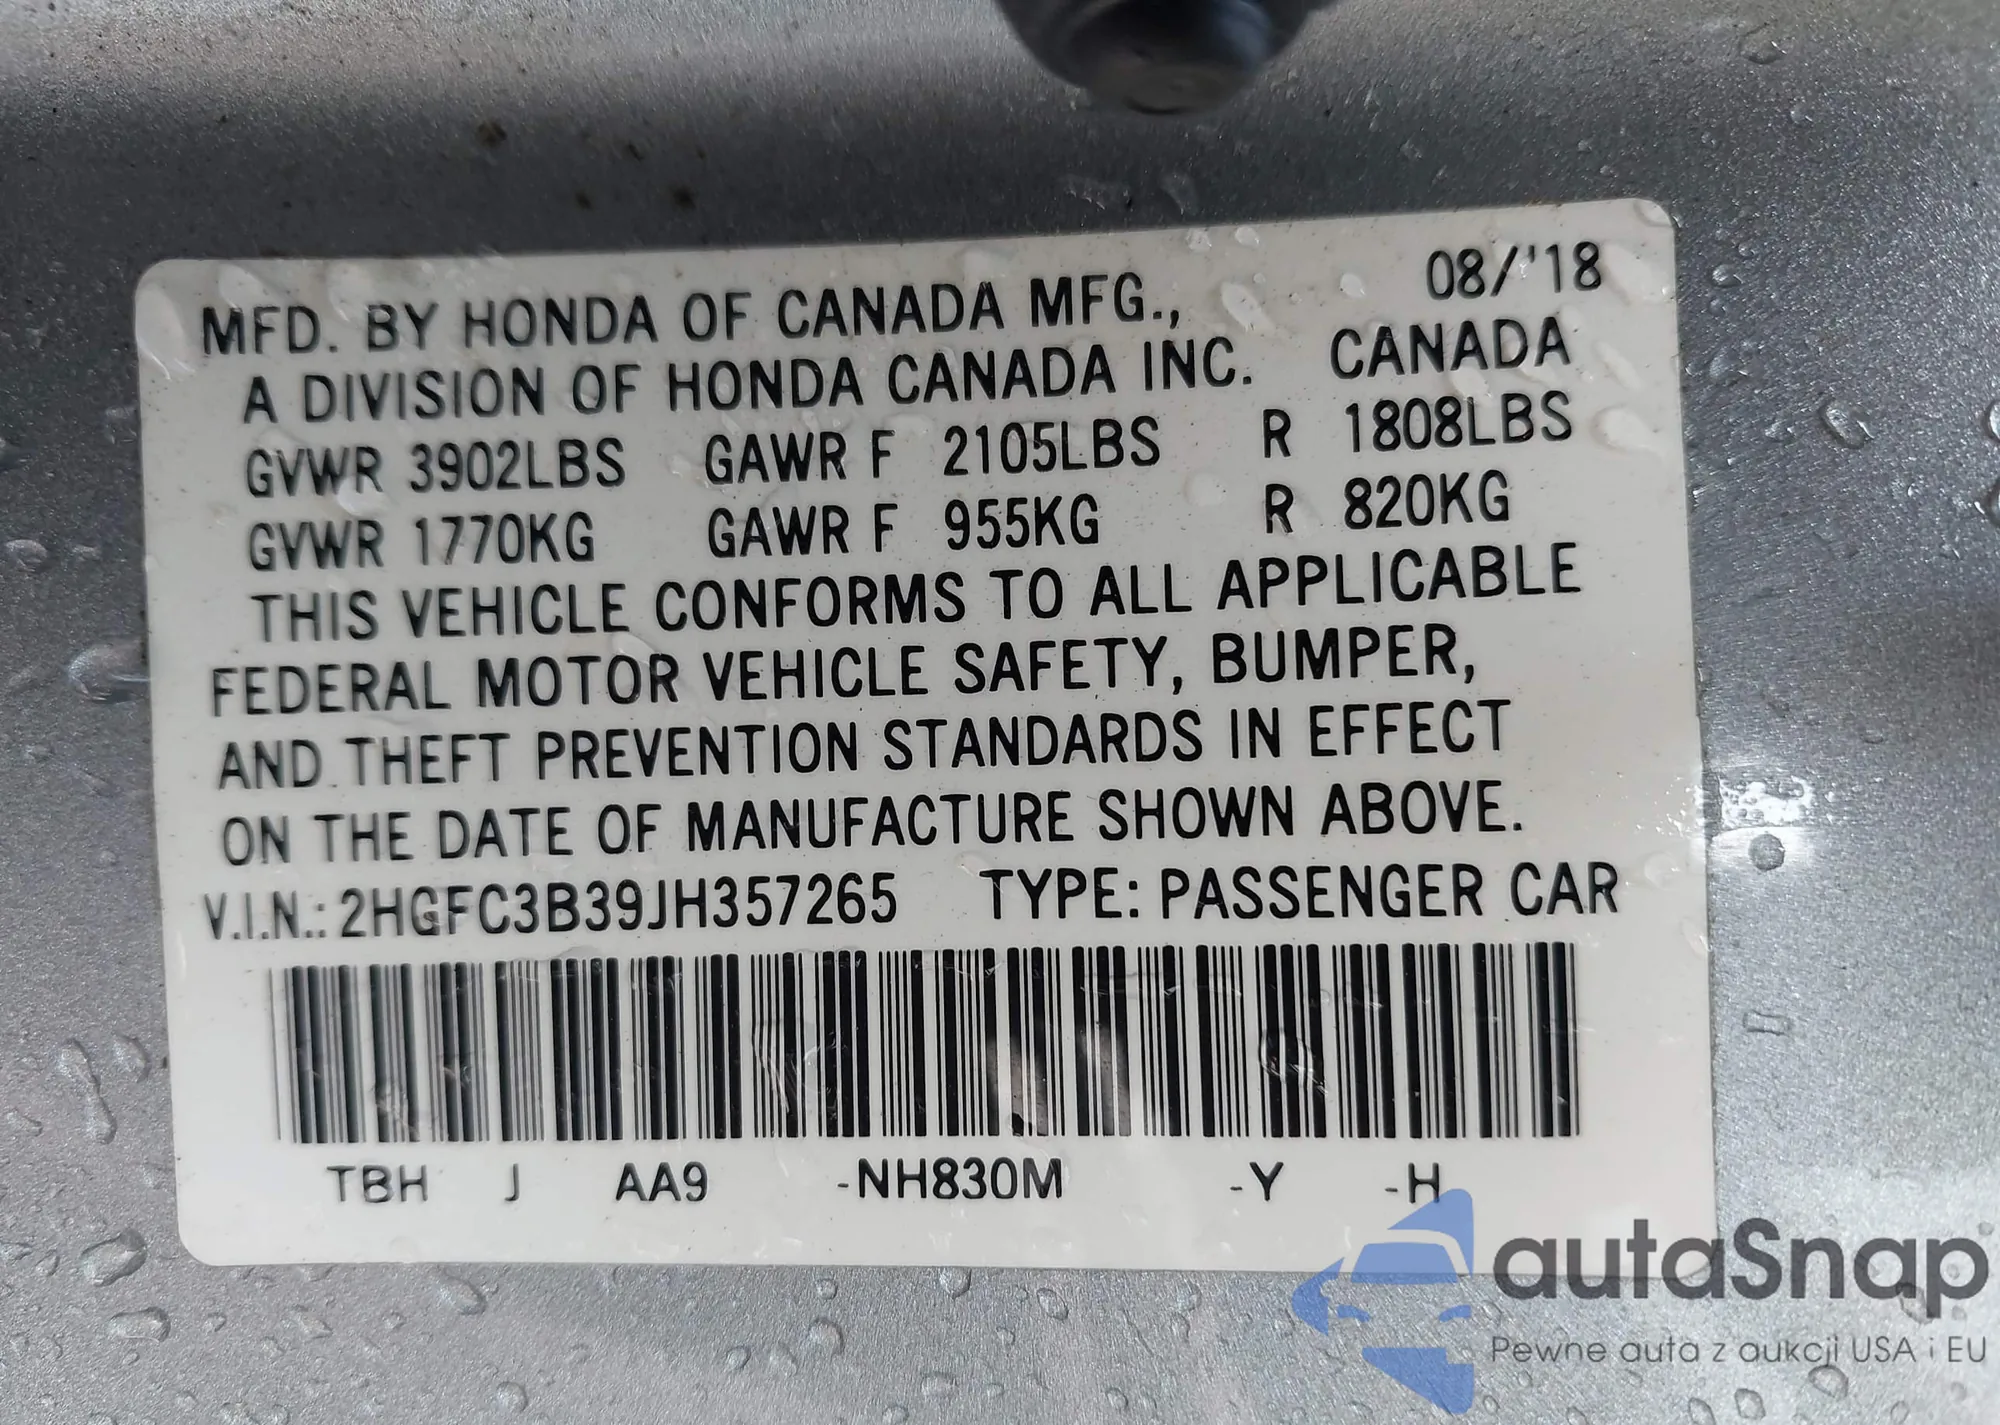 08/'18
MFD. BY HONDA OF CANADA MFG.,
A DIVISION OF HONDA CANADA INC. CANADA
GVWR 3902LBS GAWR F 2105LBS R 1808LBS
GVWR 1770KG GAWR F 955KG R 820KG
THIS VEHICLE CONFORMS TO ALL APPLICABLE
FEDERAL MOTOR VEHICLE SAFETY, BUMPER,
AND THEFT PREVENTION STANDARDS IN EFFECT
ON THE DATE OF MANUFACTURE SHOWN ABOVE.
V.I.N.: 2HGFC3B39JH357265 TYPE: PASSENGER CAR
TBH J AA9 -NH830M -Y -H
autaSnap
Pewne auta z aukcji USA i EU